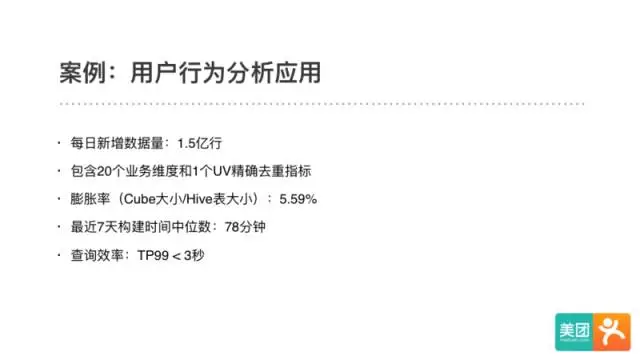 案例：用户行为分析应用
· 每日新增数据量：1.5亿行
· 包含20个业务维度和1个UV精确去重指标
· 膨胀率（Cube大小/Hive表大小）：5.59%
· 最近7天构建时间中位数：78分钟
· 查询效率：TP99 < 3秒
美团
meituan.com